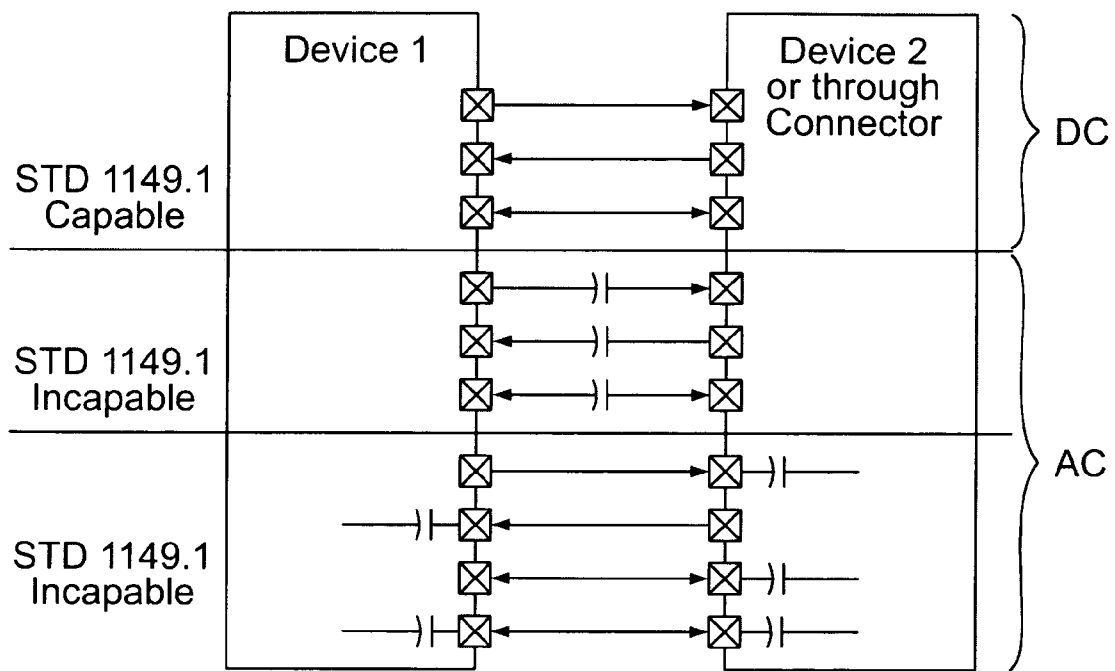 Device 1
Device 2
or through
Connector
DC
STD 1149.1
Capable
STD 1149.1
Incapable
AC
STD 1149.1
Incapable